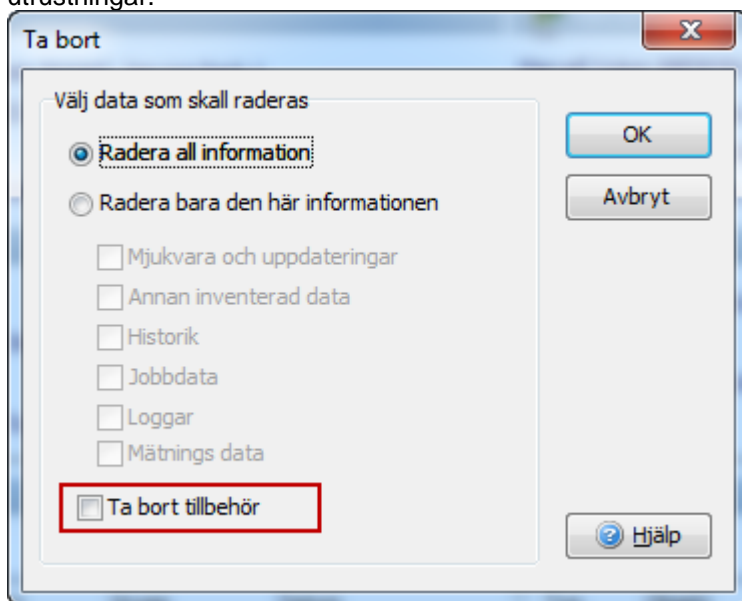 utrustningar.
Ta bort
Välj data som skall raderas
Radera all information
Radera bara den här informationen
Mjukvara och uppdateringar
Annan inventerad data
Historik
Jobbdata
Loggar
Mätnings data
Ta bort tillbehör
OK
Avbryt
Hjälp